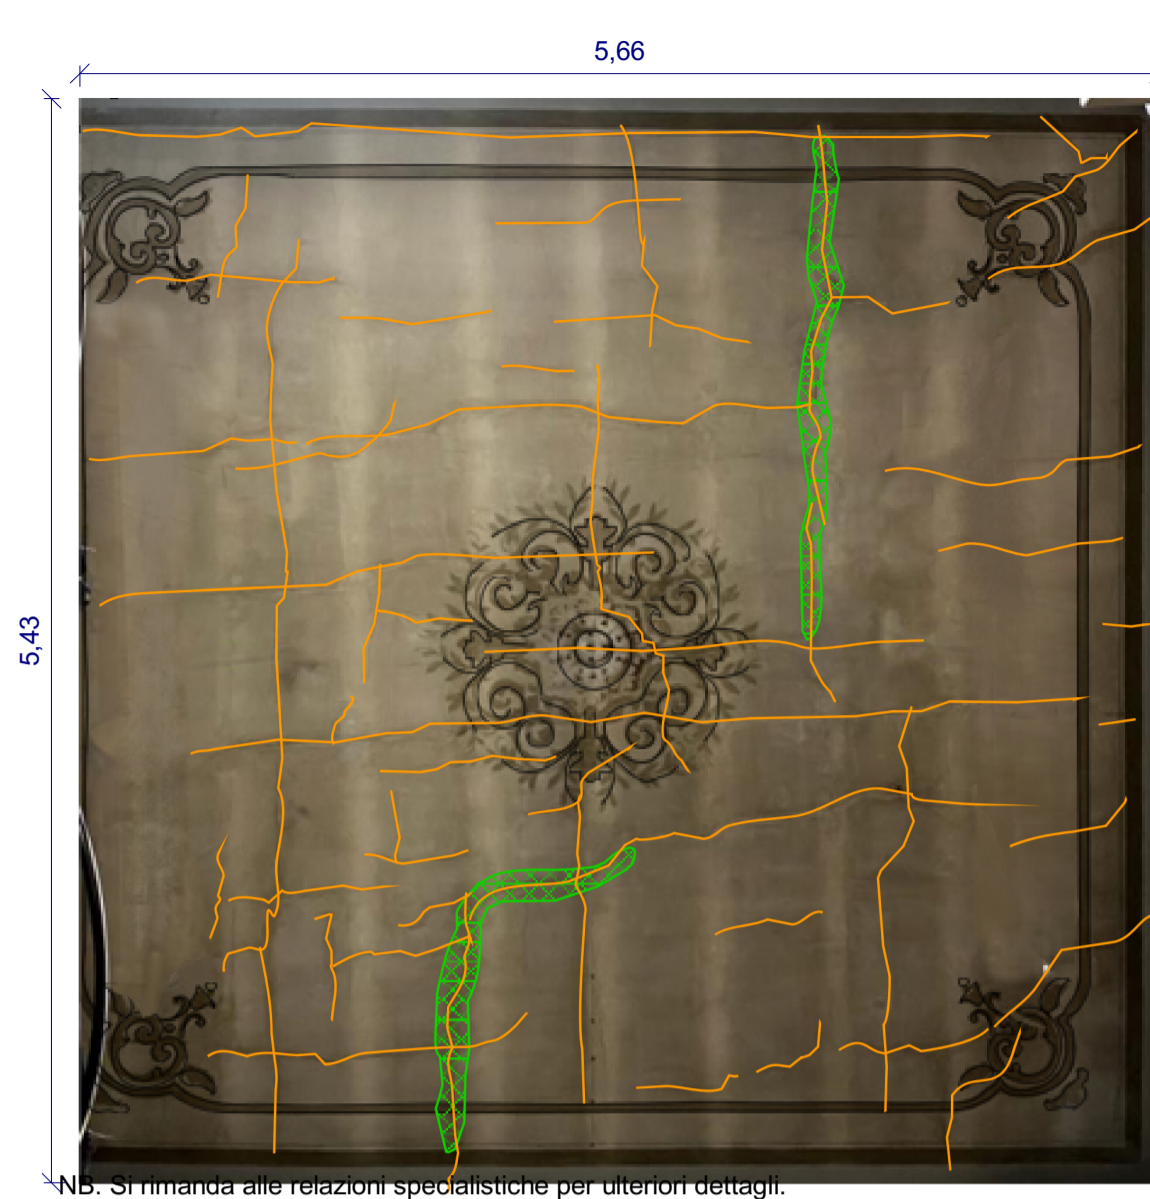 5,66
5,43
NB. Si rimanda alle relazioni specialistiche per ulteriori dettagli.